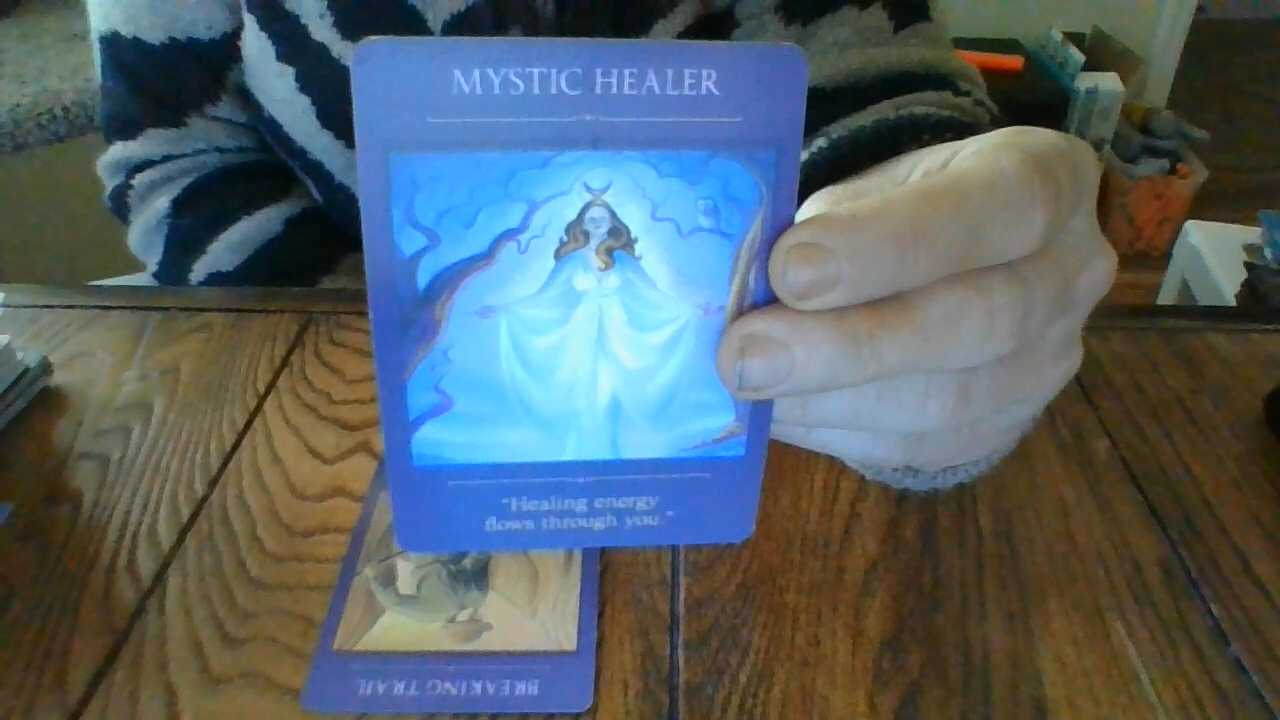 MYSTIC HEALER
"Healing energy
flows through you."
BREAKING TRAIL